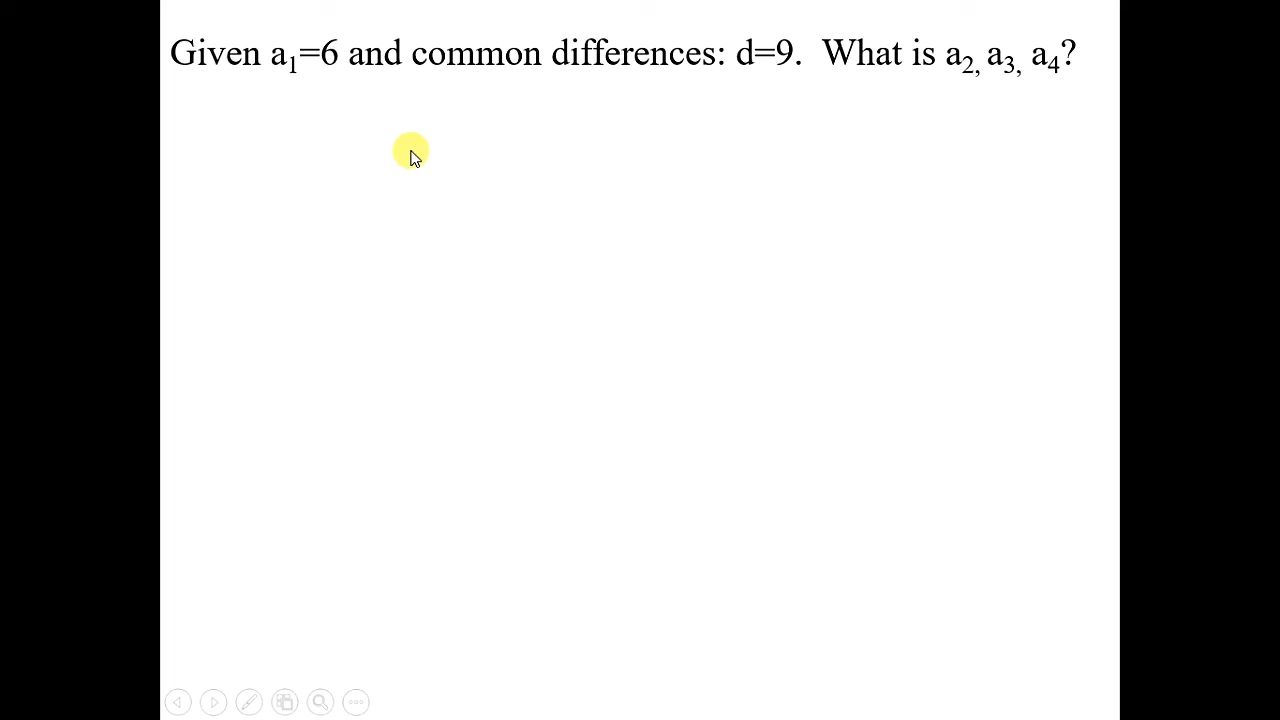 Given a₁=6 and common differences: d=9.  What is a₂, a₃, a₄?